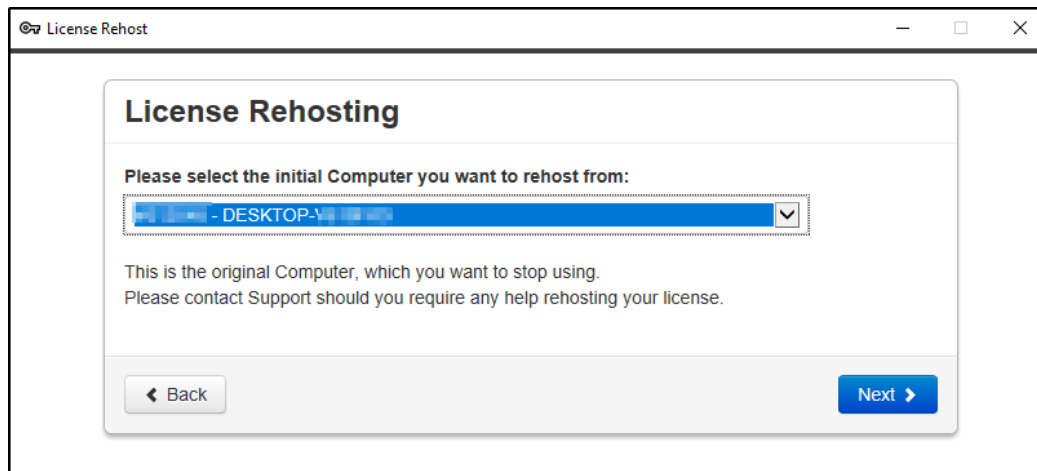 License Rehost
License Rehosting
Please select the initial Computer you want to rehost from:
- DESKTOP-V
This is the original Computer, which you want to stop using.
Please contact Support should you require any help rehosting your license.
Back
Next